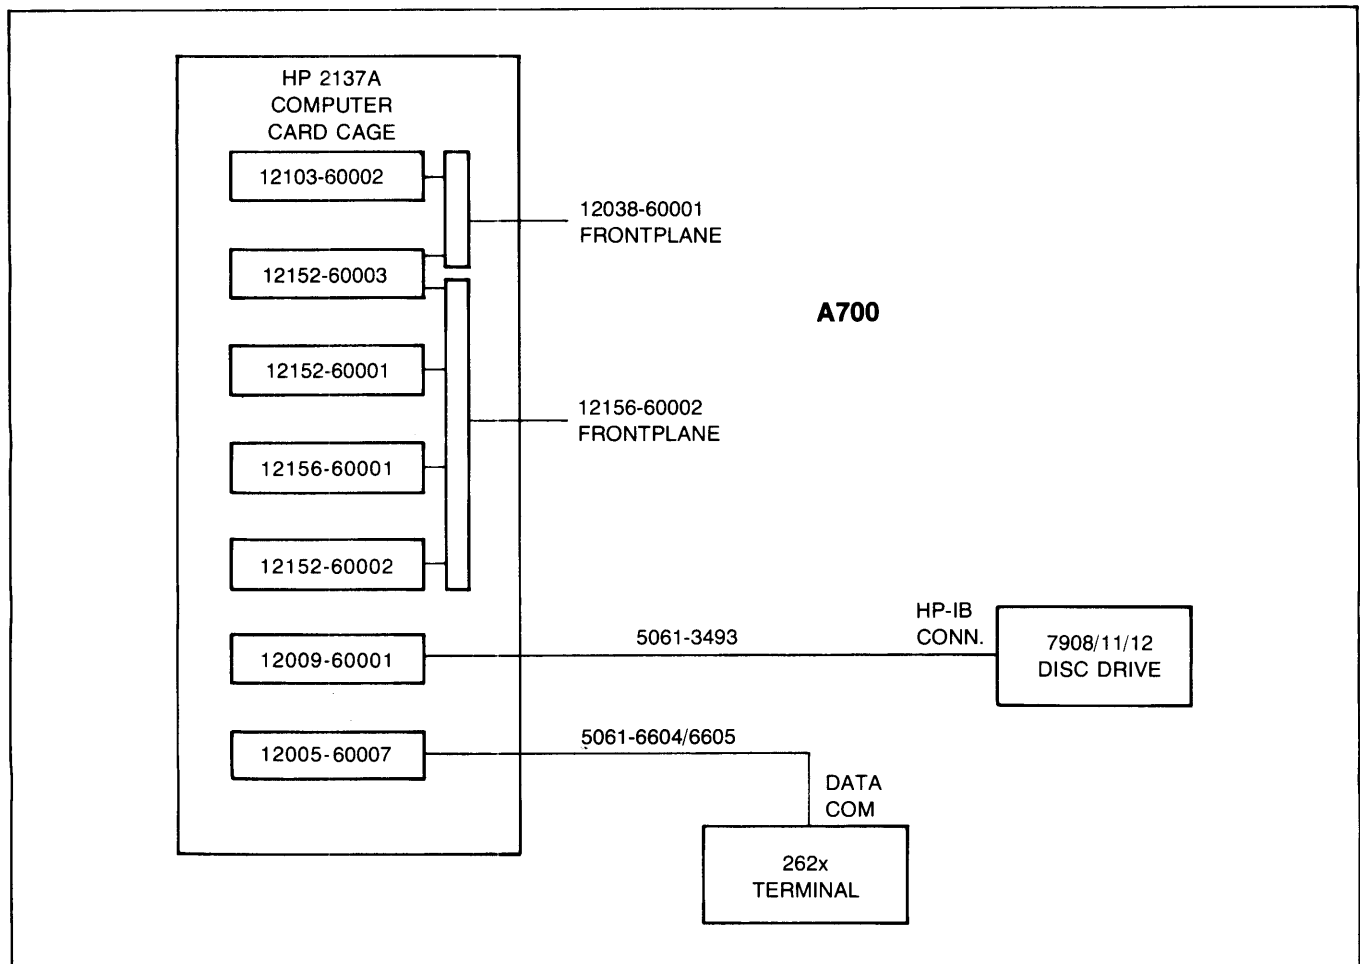 HP 2137A
COMPUTER
CARD CAGE
12103-60002
12038-60001
FRONTPLANE
12152-60003
A700
12152-60001
12156-60002
FRONTPLANE
12156-60001
12152-60002
HP-IB
CONN.
5061-3493
12009-60001
7908/11/12
DISC DRIVE
5061-6604/6605
12005-60007
DATA
COM
262x
TERMINAL